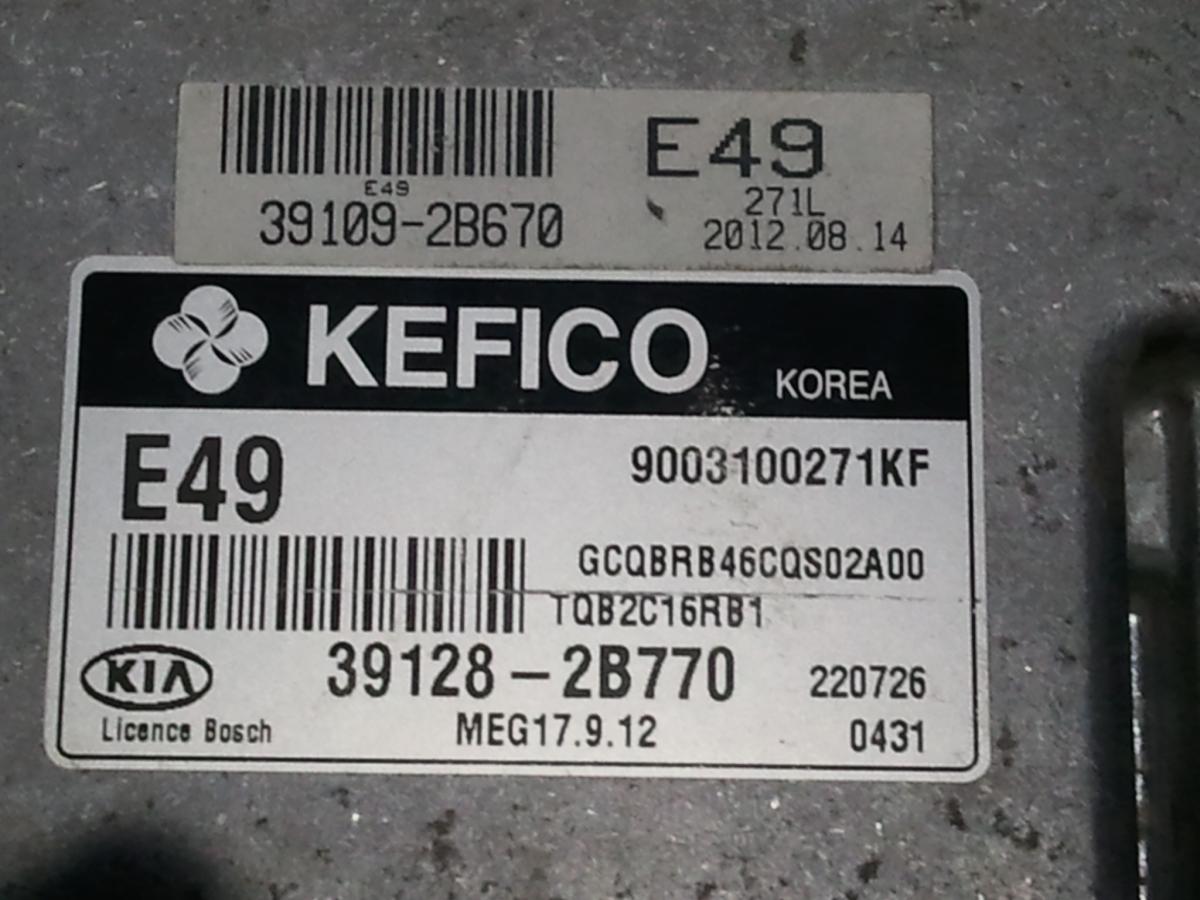 E49
E49
271L
39109-2B670
2012.08.14
KEFICO
KOREA
E49
9003100271KF
GCQBRB46CQS02A00
TQB2C16RB1
KIA
39128-2B770
220726
Licence Bosch
MEG17.9.12
0431